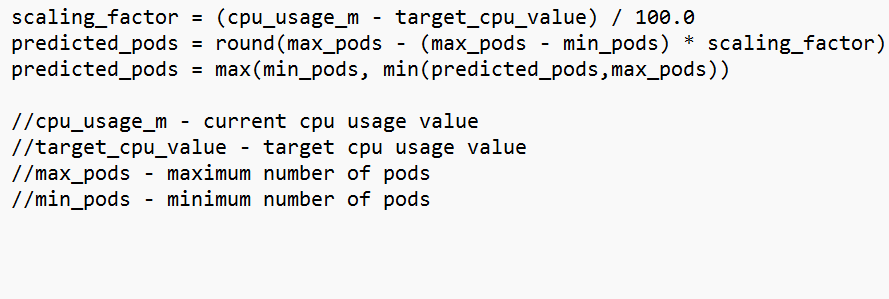 scaling_factor = (cpu_usage_m - target_cpu_value) / 100.0
predicted_pods = round(max_pods - (max_pods - min_pods) * scaling_factor)
predicted_pods = max(min_pods, min(predicted_pods,max_pods))
//cpu_usage_m - current cpu usage value
//target_cpu_value - target cpu usage value
//max_pods - maximum number of pods
//min_pods - minimum number of pods